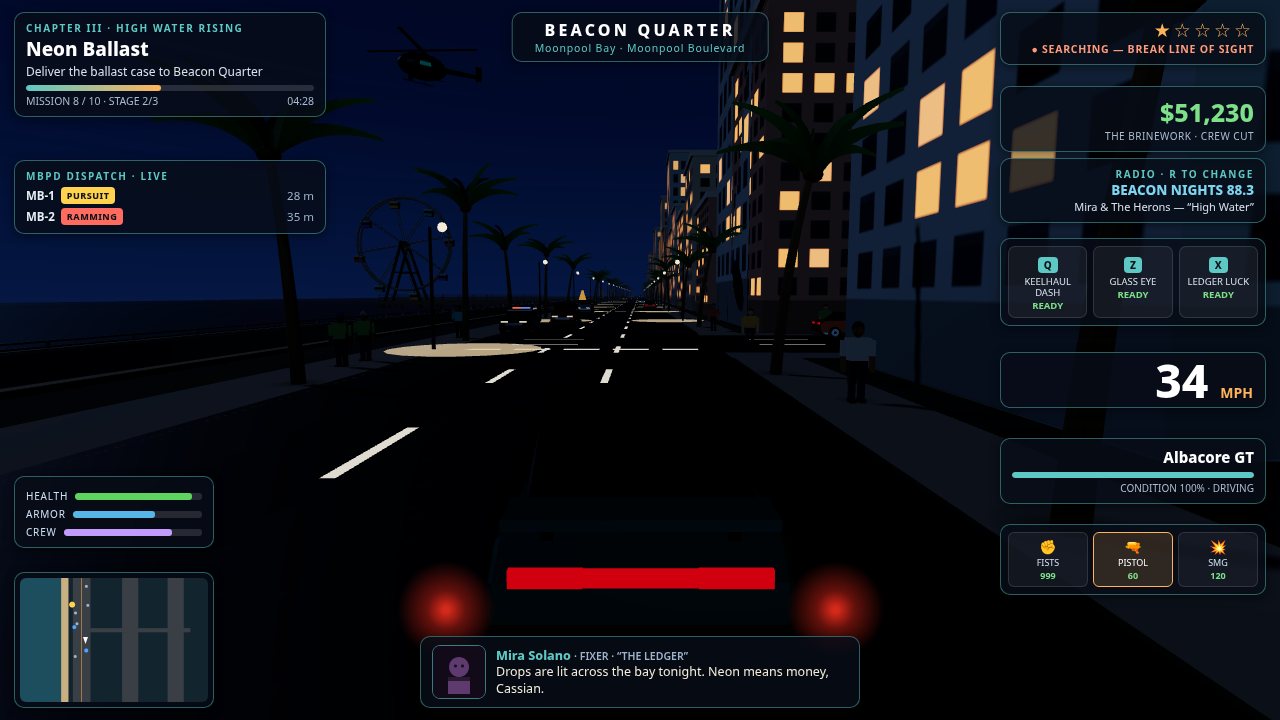 CHAPTER III · HIGH WATER RISING
Neon Ballast
Deliver the ballast case to Beacon Quarter
MISSION 8 / 10 · STAGE 2/3 04:28
MBPD DISPATCH · LIVE
MB-1 PURSUIT 28 m
MB-2 RAMMING 35 m
BEACON QUARTER
Moonpool Bay · Moonpool Boulevard
★☆☆☆☆
● SEARCHING — BREAK LINE OF SIGHT
$51,230
THE BRINEWORK · CREW CUT
RADIO · R TO CHANGE
BEACON NIGHTS 88.3
Mira & The Herons — “High Water”
Q
KEELHAUL
DASH
READY
Z
GLASS EYE
READY
X
LEDGER LUCK
READY
34 MPH
Albacore GT
CONDITION 100% · DRIVING
FISTS
999
PISTOL
60
SMG
120
HEALTH
ARMOR
CREW
Mira Solano · FIXER · “THE LEDGER”
Drops are lit across the bay tonight. Neon means money,
Cassian.